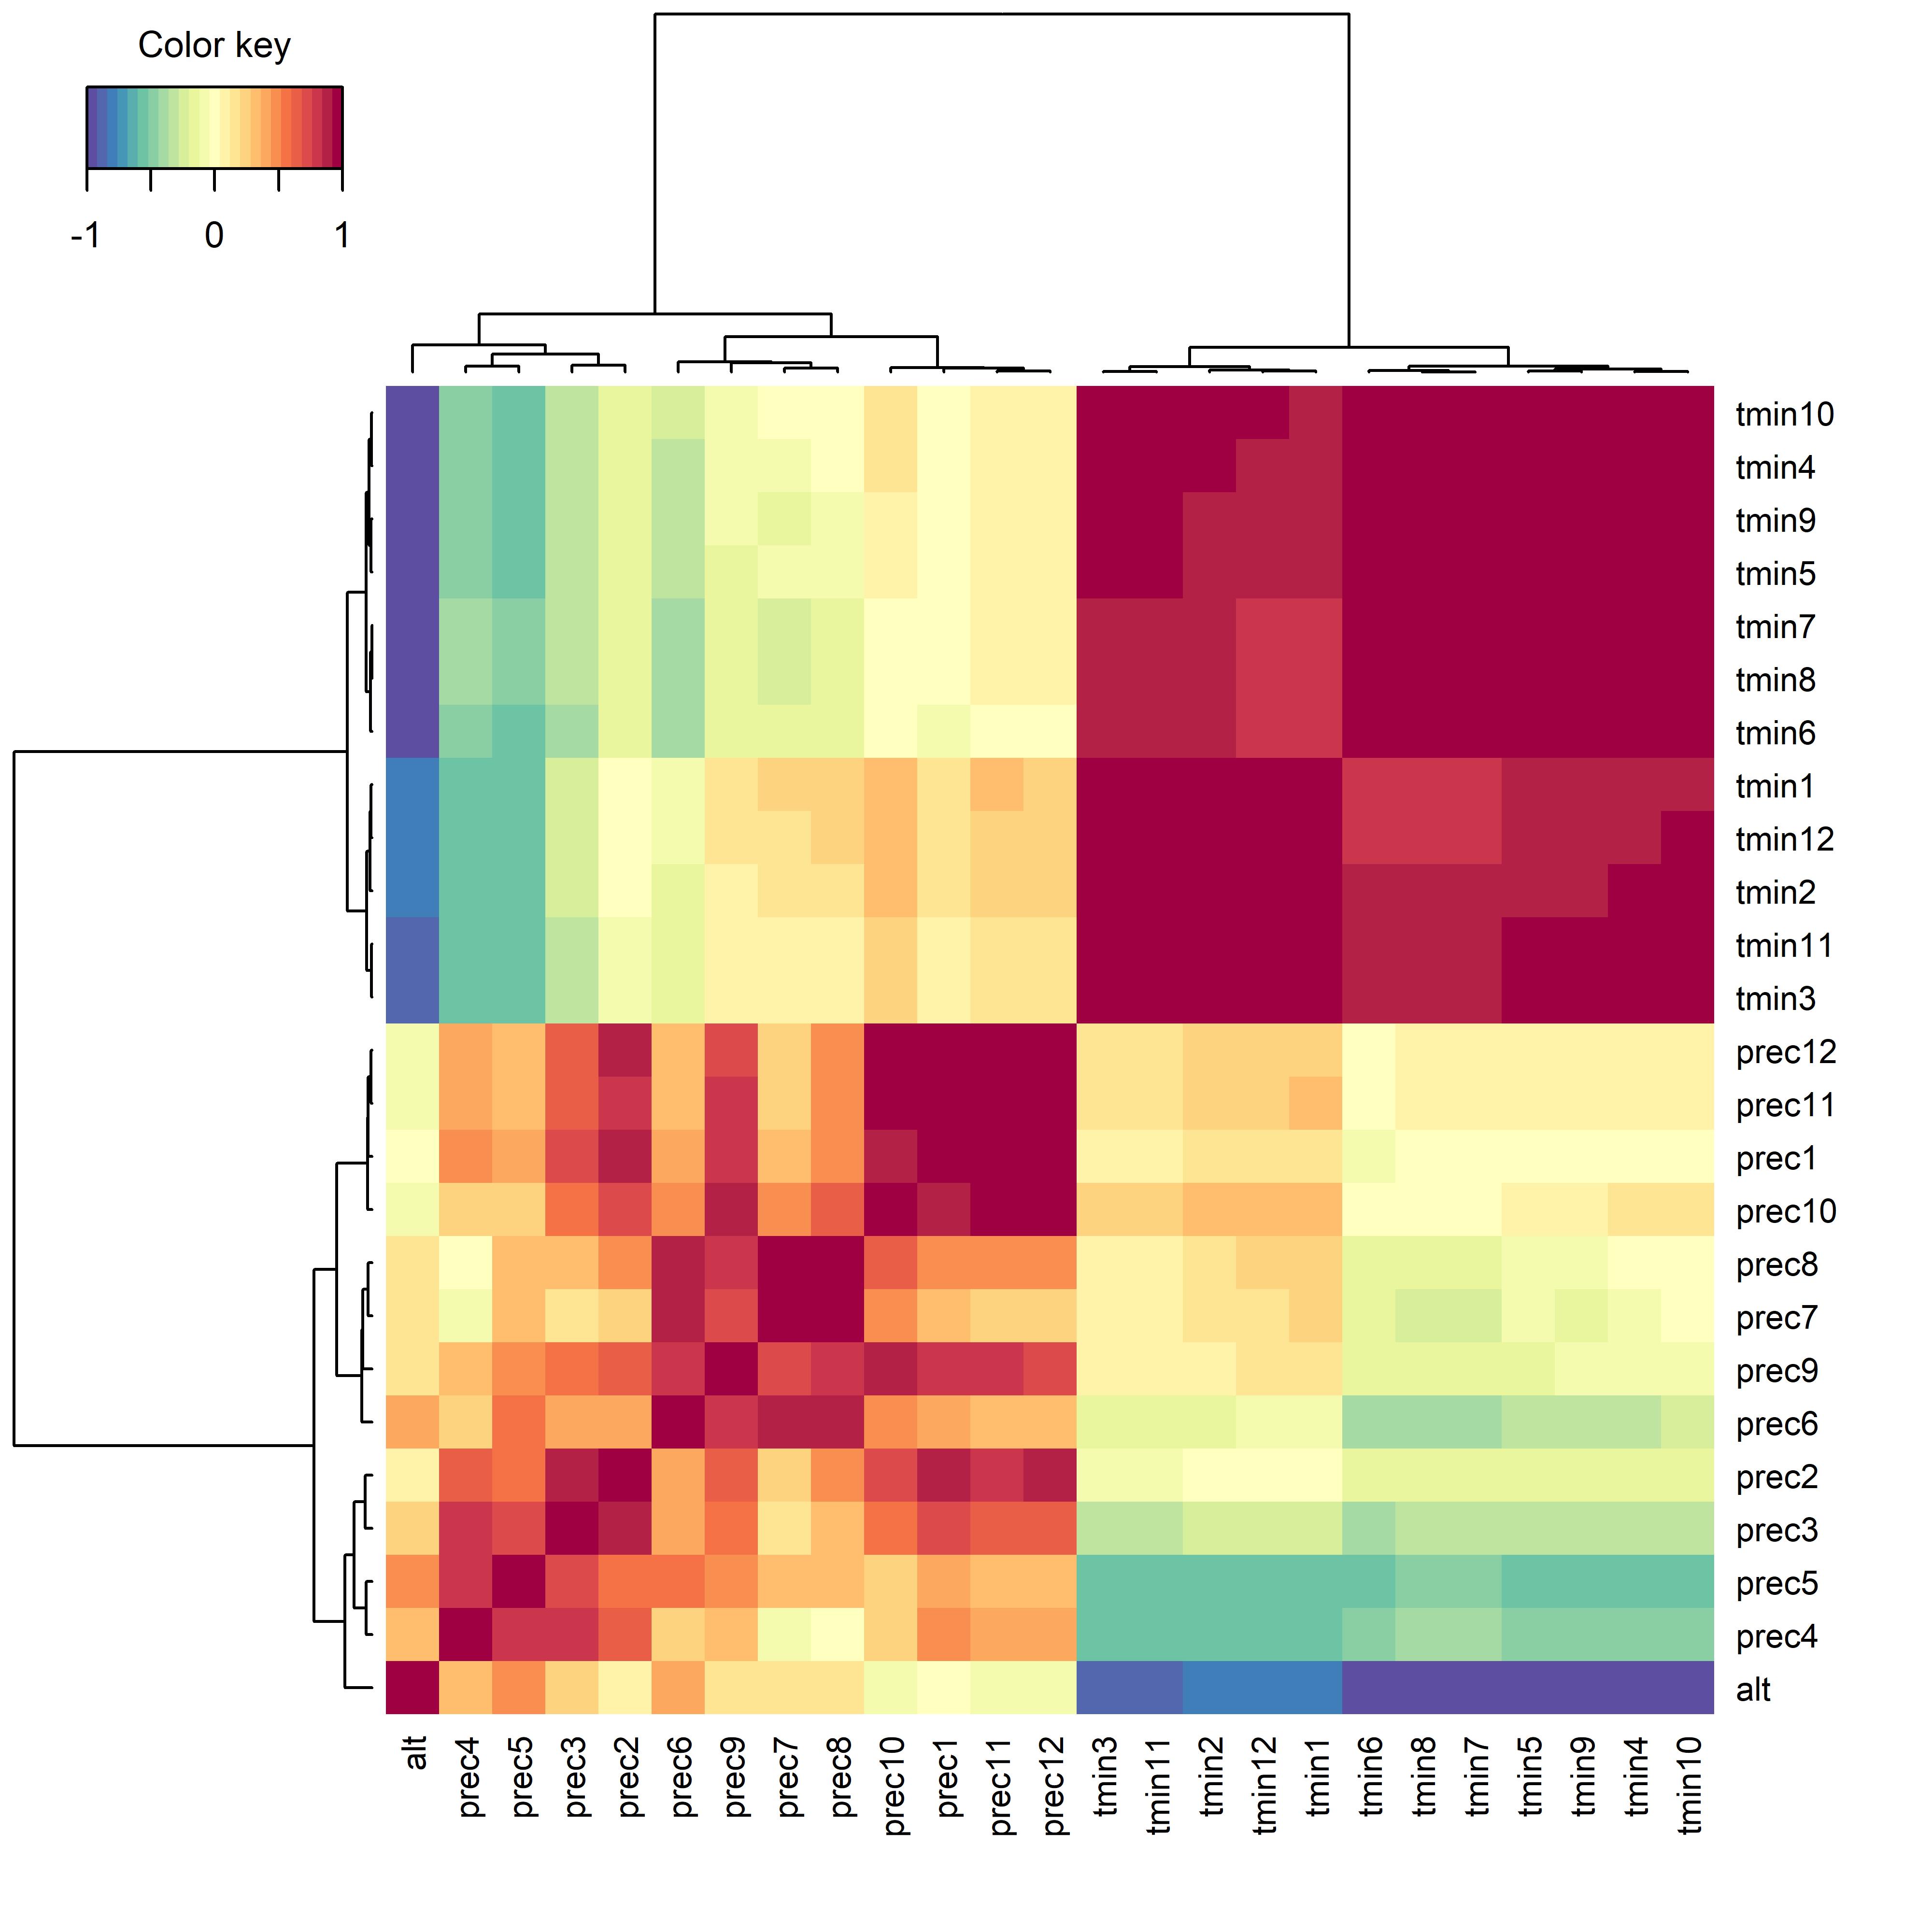 Color key
-1 0 1
tmin10
tmin4
tmin9
tmin5
tmin7
tmin8
tmin6
tmin1
tmin12
tmin2
tmin11
tmin3
prec12
prec11
prec1
prec10
prec8
prec7
prec9
prec6
prec2
prec3
prec5
prec4
alt
alt prec4 prec5 prec3 prec2 prec6 prec9 prec7 prec8 prec10 prec1 prec11 prec12 tmin3 tmin11 tmin2 tmin12 tmin1 tmin6 tmin8 tmin7 tmin5 tmin9 tmin4 tmin10